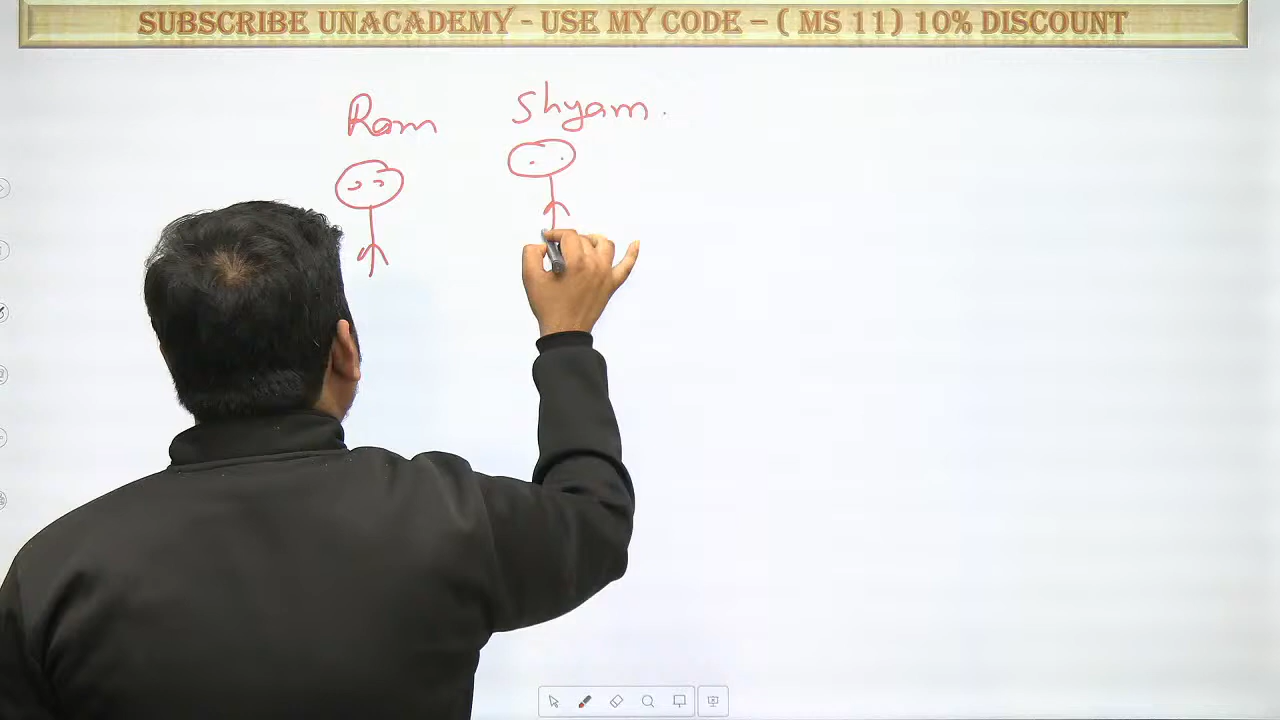 SUBSCRIBE UNACADEMY - USE MY CODE – ( MS 11) 10% DISCOUNT
Ram Shyam.